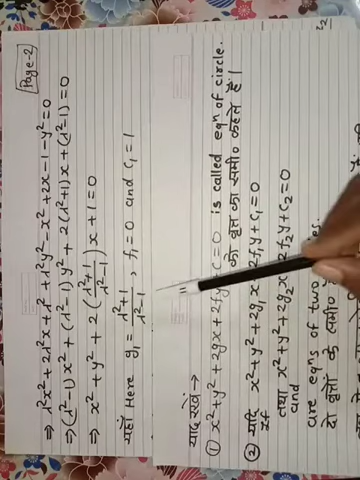 Page-2
⇒ λ²x² + 2λ²x + λ² + λ²y² - x² + 2x - 1 - y² = 0
⇒ (λ²-1)x² + (λ²-1)y² + 2(λ²+1)x + (λ²-1) = 0
⇒ x² + y² + 2(λ²+1/λ²-1)x + 1 = 0
यहाँ Here g₁ = λ²+1/λ²-1, f₁ = 0 and C₁ = 1
याद रखें →
① x² + y² + 2gx + 2fy + C = 0 is called eqⁿ of circle.
को वृत्त का समी० कहते हैं।
② यदि If x² + y² + 2g₁x 2f₁y + C₁ = 0
तथा and x² + y² + 2g₂x 2f₂y + C₂ = 0
are eqⁿs of two
दो वृत्तों के समी०